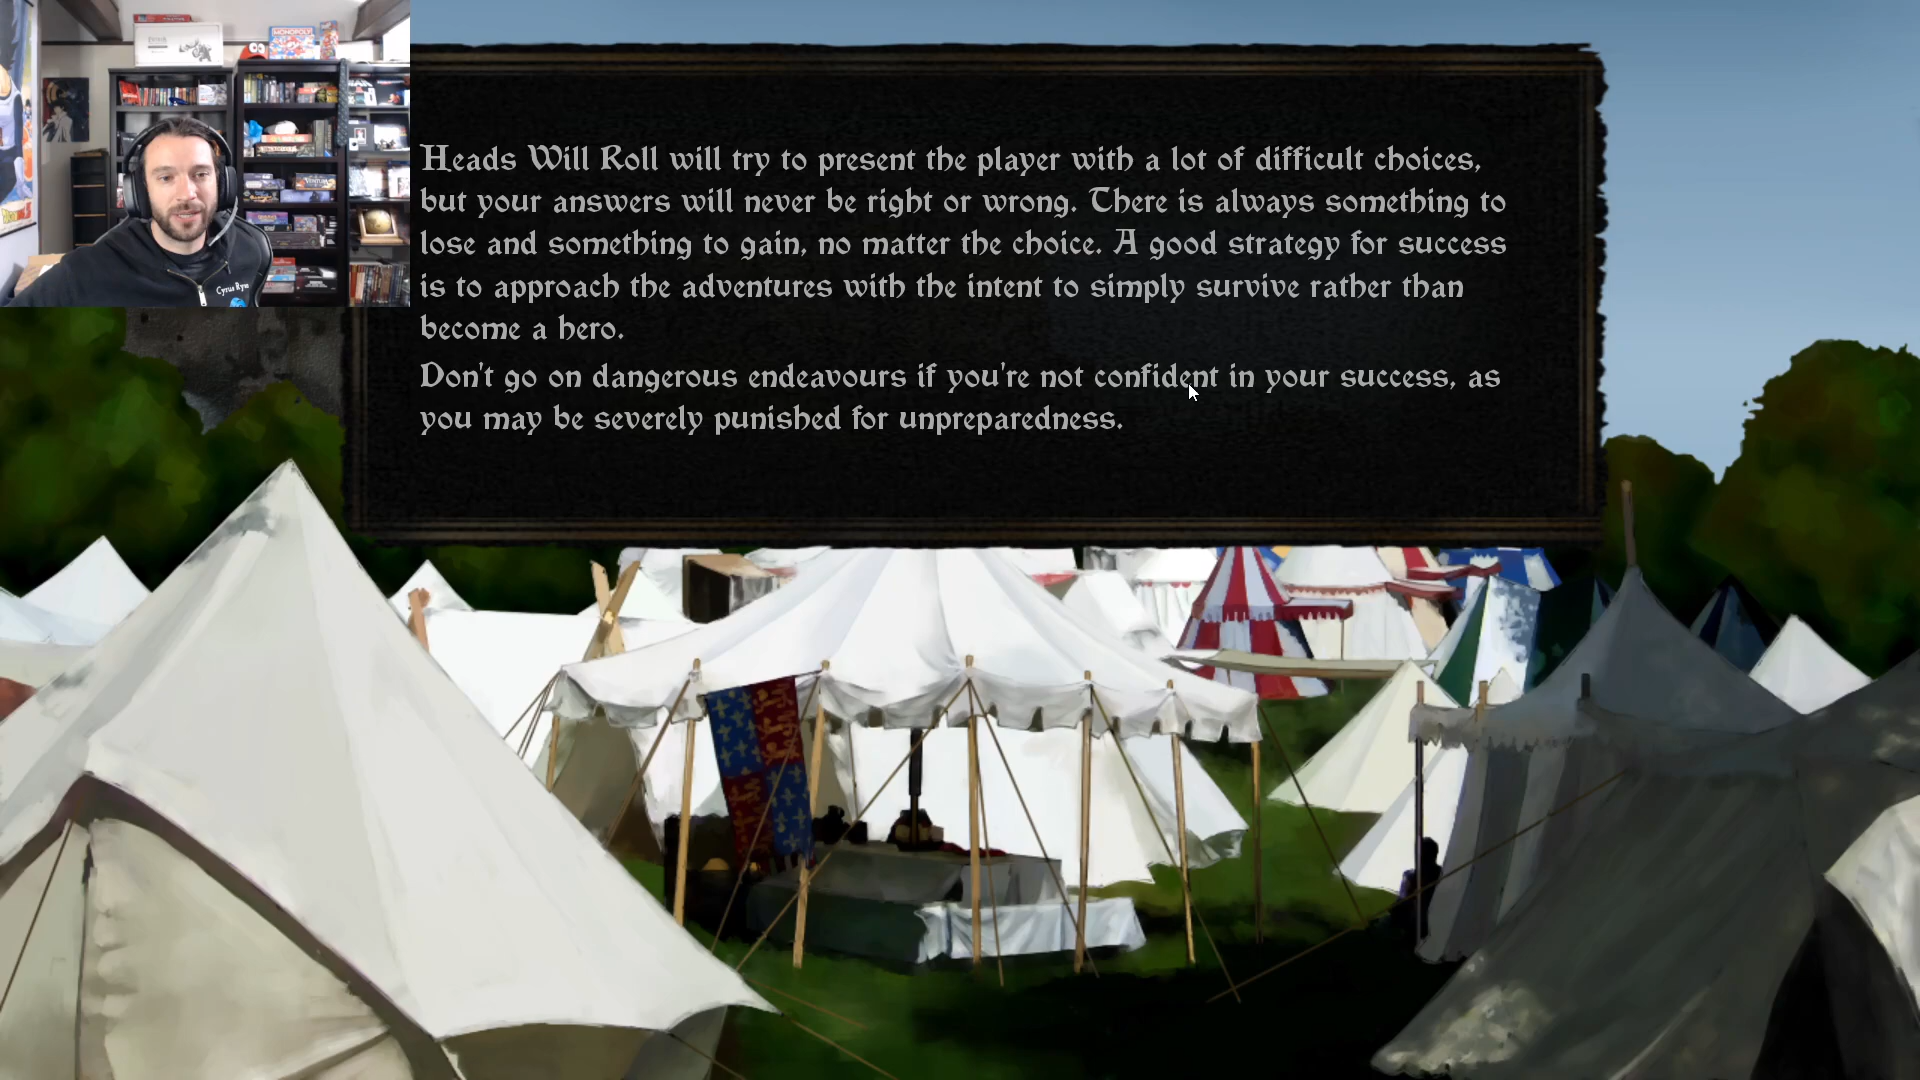 MONOPOLY
Cyrus Rys
Heads Will Roll will try to present the player with a lot of difficult choices,
but your answers will never be right or wrong. There is always something to
lose and something to gain, no matter the choice. A good strategy for success
is to approach the adventures with the intent to simply survive rather than
become a hero.
Don't go on dangerous endeavours if you're not confident in your success, as
you may be severely punished for unpreparedness.